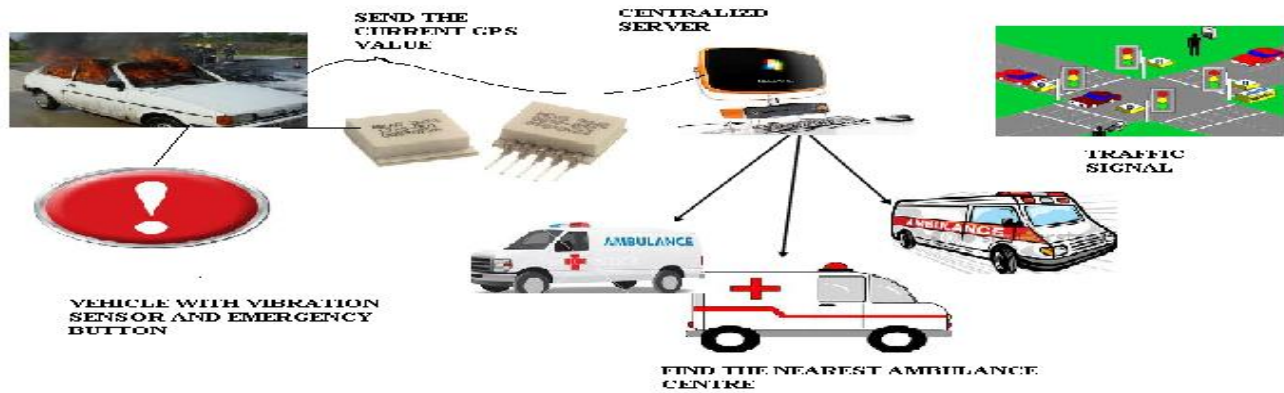 SEND THE
CURRENT GPS
VALUE
CENTRALIZD
SERVER
TRAFFIC
SIGNAL
AMBULANCE
AMBULANCE
VEHICLE WITH VIBRATION
SENSOR AND EMERGENCY
BUTTON
FIND THE NEAREST AMBULANCE
CENTRE